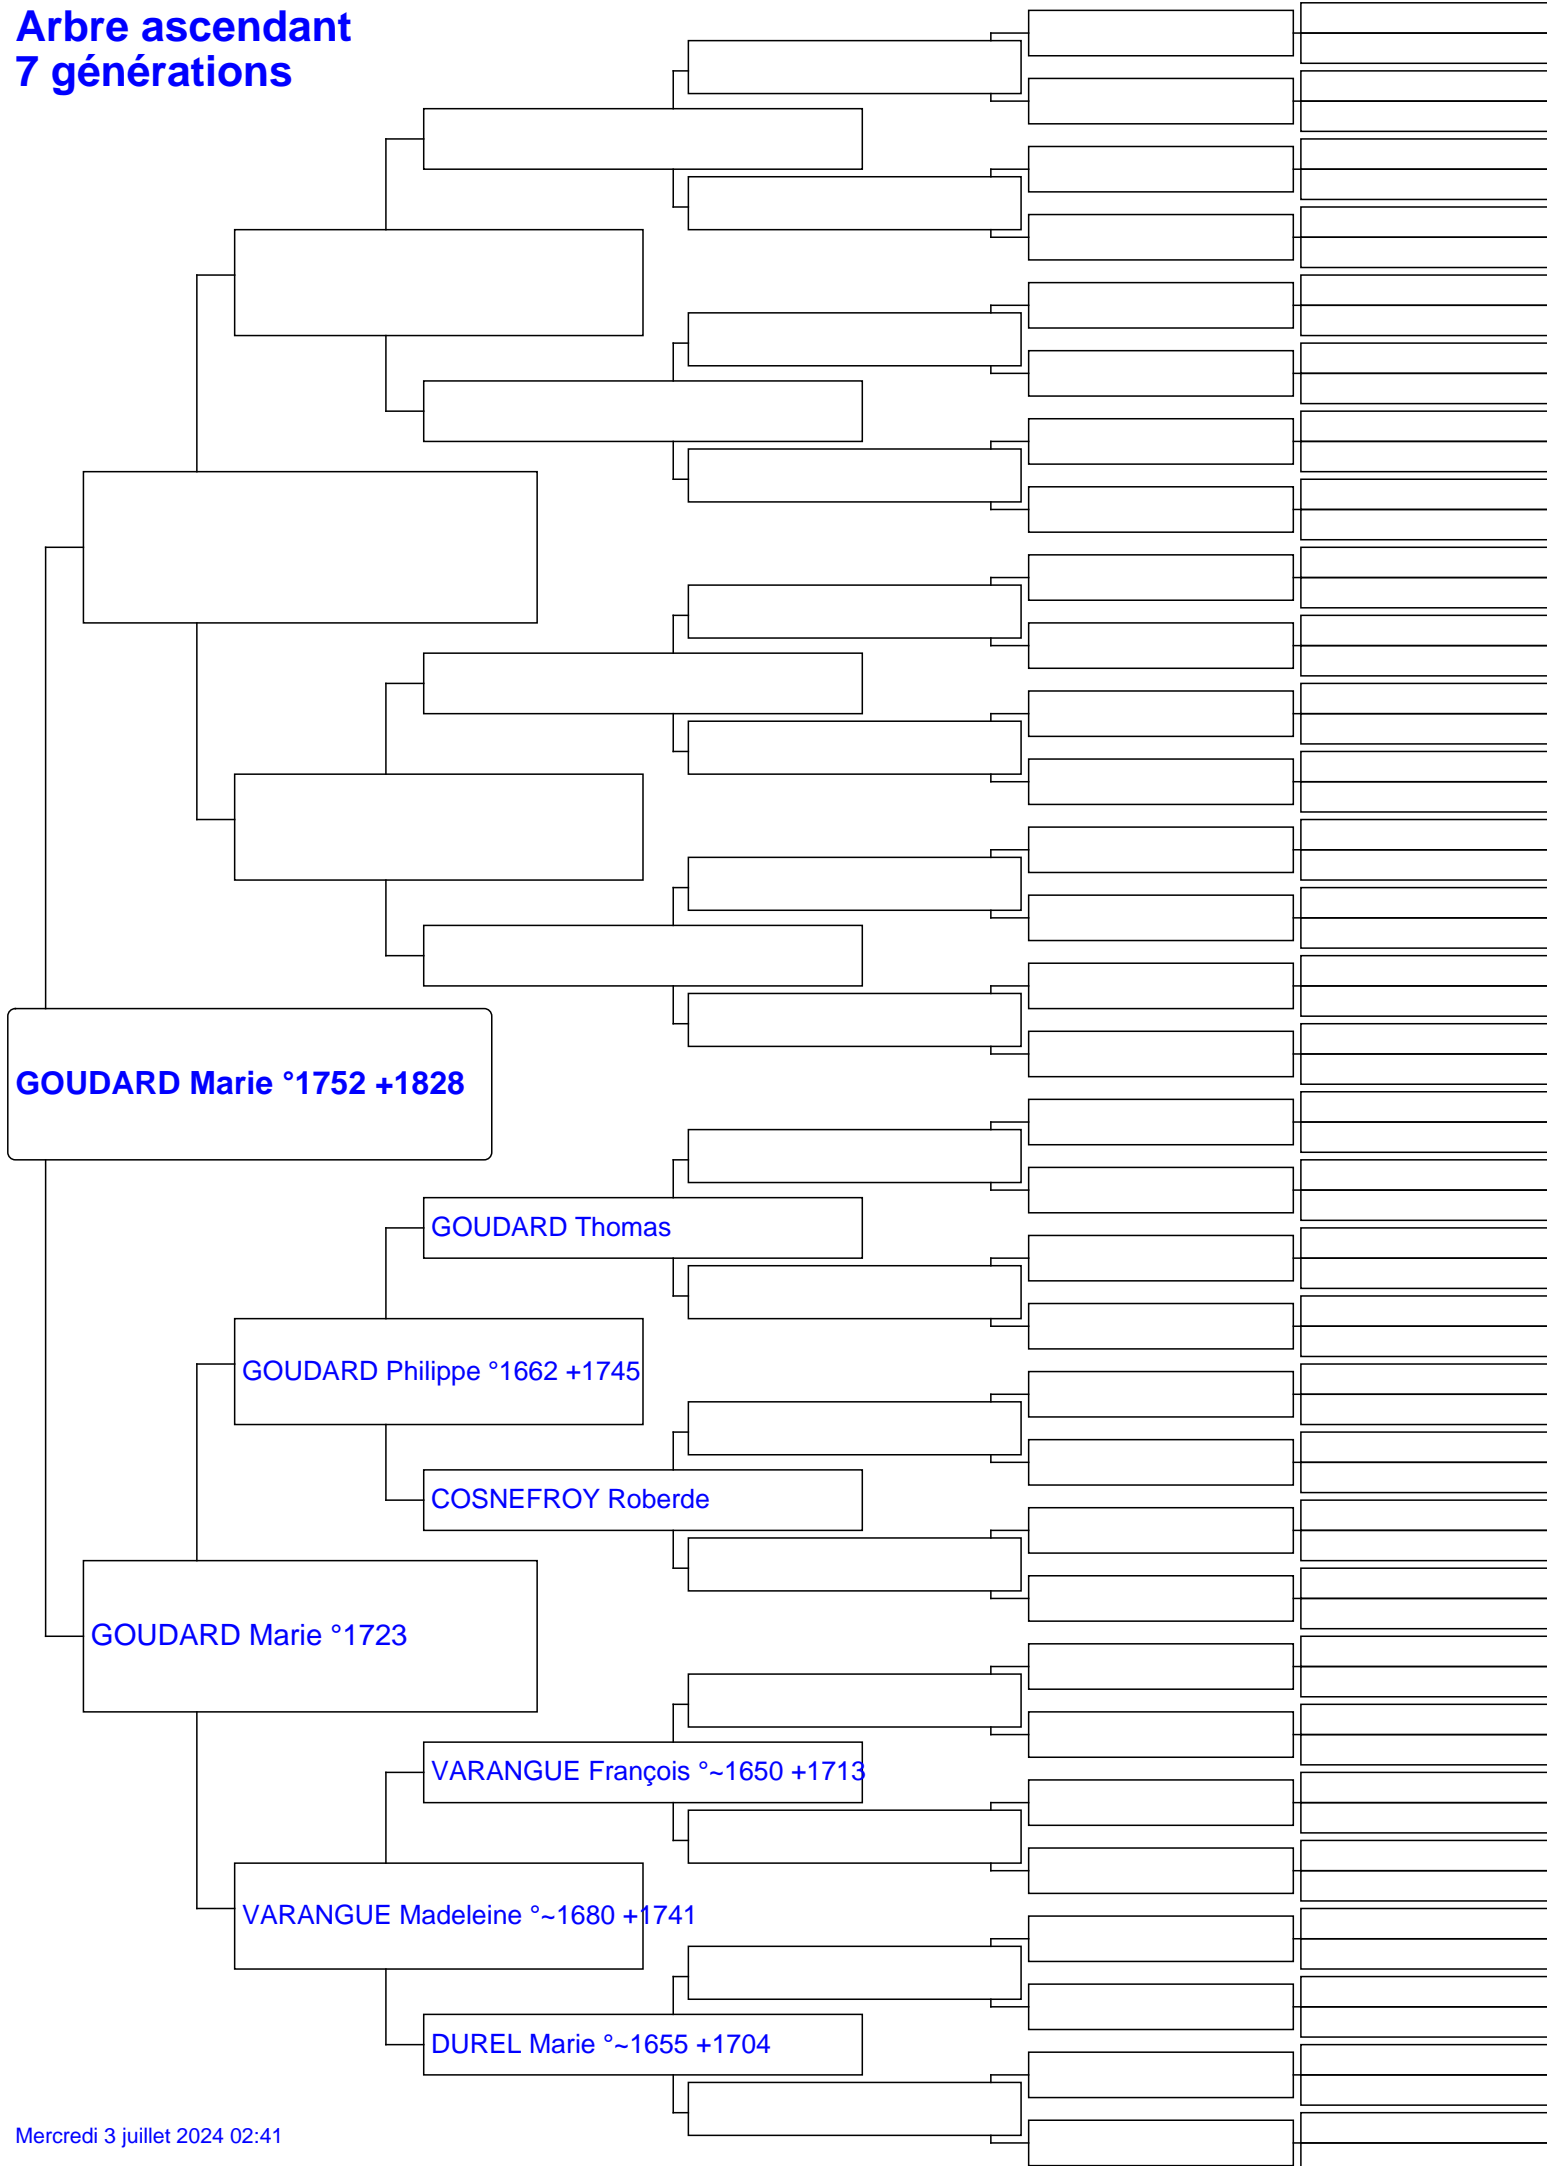 Arbre ascendant
7 générations
GOUDARD Marie °1752 +1828
GOUDARD Thomas
GOUDARD Philippe °1662 +1745
COSNEFROY Roberde
GOUDARD Marie °1723
VARANGUE François °~1650 +1713
VARANGUE Madeleine °~1680 +1741
DUREL Marie °~1655 +1704
Mercredi 3 juillet 2024 02:41